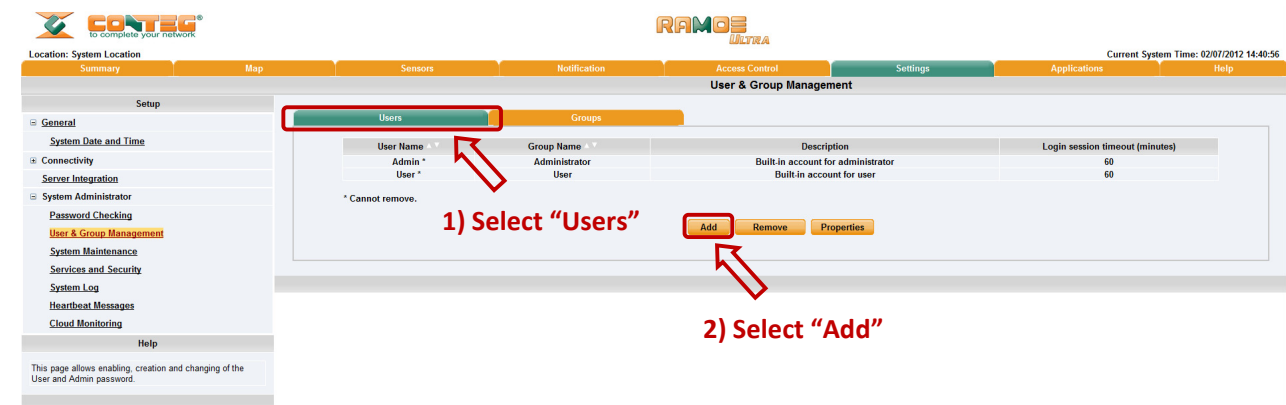 CONTEG®
to complete your network
RAMOS
ULTRA
Location: System Location
Current System Time: 02/07/2012 14:40:56
Summary Map Sensors Notification Access Control Settings Applications Help
User & Group Management
Setup
General
System Date and Time
Connectivity
Server Integration
System Administrator
Password Checking
User & Group Management
System Maintenance
Services and Security
System Log
Heartbeat Messages
Cloud Monitoring
Help
This page allows enabling, creation and changing of the
User and Admin password.
Users Groups
User Name Group Name Description Login session timeout (minutes)
Admin * Administrator Built-in account for administrator 60
User * User Built-in account for user 60
* Cannot remove.
1) Select “Users”
Add Remove Properties
2) Select “Add”